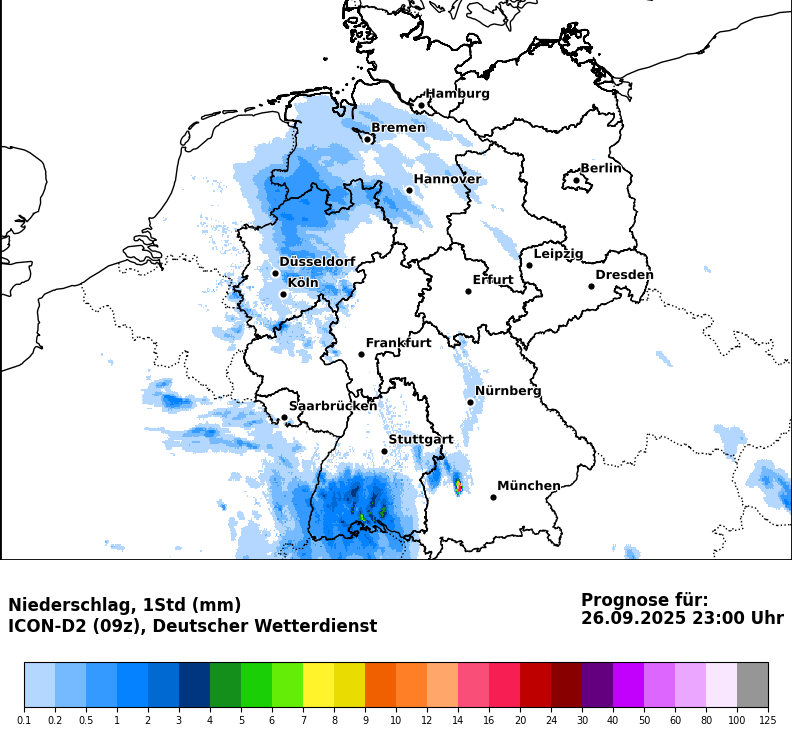 Hamburg
Bremen
Berlin
Hannover
Leipzig
Düsseldorf
Dresden
Köln
Erfurt
Frankfurt
Nürnberg
Saarbrücken
Stuttgart
München
Niederschlag, 1Std (mm)
ICON-D2 (09z), Deutscher Wetterdienst
Prognose für:
26.09.2025 23:00 Uhr
0.1 0.2 0.5 1 2 3 4 5 6 7 8 9 10 12 14 16 20 24 30 40 50 60 80 100 125